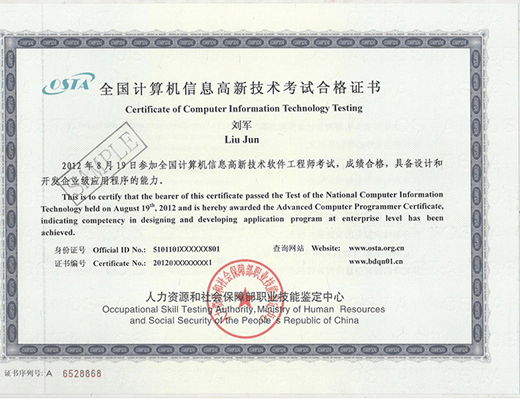 OSTA 全国计算机信息高新技术考试合格证书
Certificate of Computer Information Technology Testing
刘军
Liu Jun
SAMPLE
2012年8月19日参加全国计算机信息高新技术软件工程师考试，成绩合格，具备设计和
开发企业级应用程序的能力。
This is to certify that the bearer of this certificate passed the Test of the National Computer Information
Technology held on August 19th, 2012 and is hereby awarded the Advanced Computer Programmer Certificate,
indicating competency in designing and developing application program at enterprise level has been
achieved.
身份证号 Official ID No.: 510110XXXXXXX801 查询网站 Website: www.osta.org.cn
证书编号 Certificate No.: 20120XXXXXXXX1 www.bdqn01.cn
人力资源和社会保障部职业技能鉴定中心
Occupational Skill Testing Authority, Ministry of Human Resources
and Social Security of the People's Republic of China
证书序列号: A 6528868